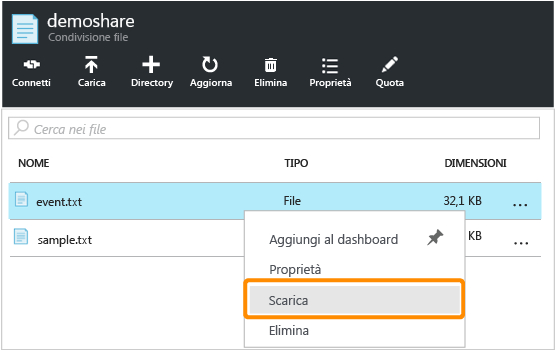 demoshare
Condivisione file
Connetti Carica Directory Aggiorna Elimina Proprietà Quota
Cerca nei file
NOME TIPO DIMENSIONI
event.txt File 32,1 KB ...
sample.txt KB ...
Aggiungi al dashboard
Proprietà
Scarica
Elimina